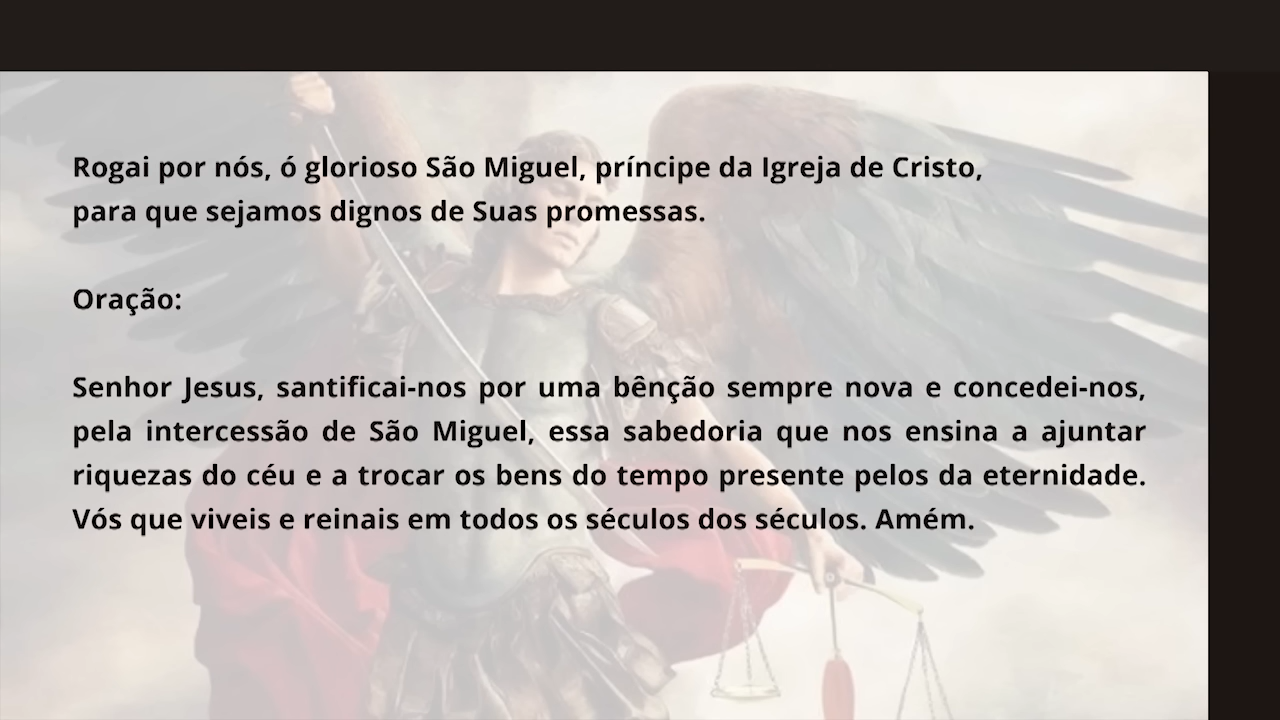 Rogai por nós, ó glorioso São Miguel, príncipe da Igreja de Cristo,
para que sejamos dignos de Suas promessas.
Oração:
Senhor Jesus, santificai-nos por uma bênção sempre nova e concedei-nos,
pela intercessão de São Miguel, essa sabedoria que nos ensina a ajuntar
riquezas do céu e a trocar os bens do tempo presente pelos da eternidade.
Vós que viveis e reinais em todos os séculos dos séculos. Amém.